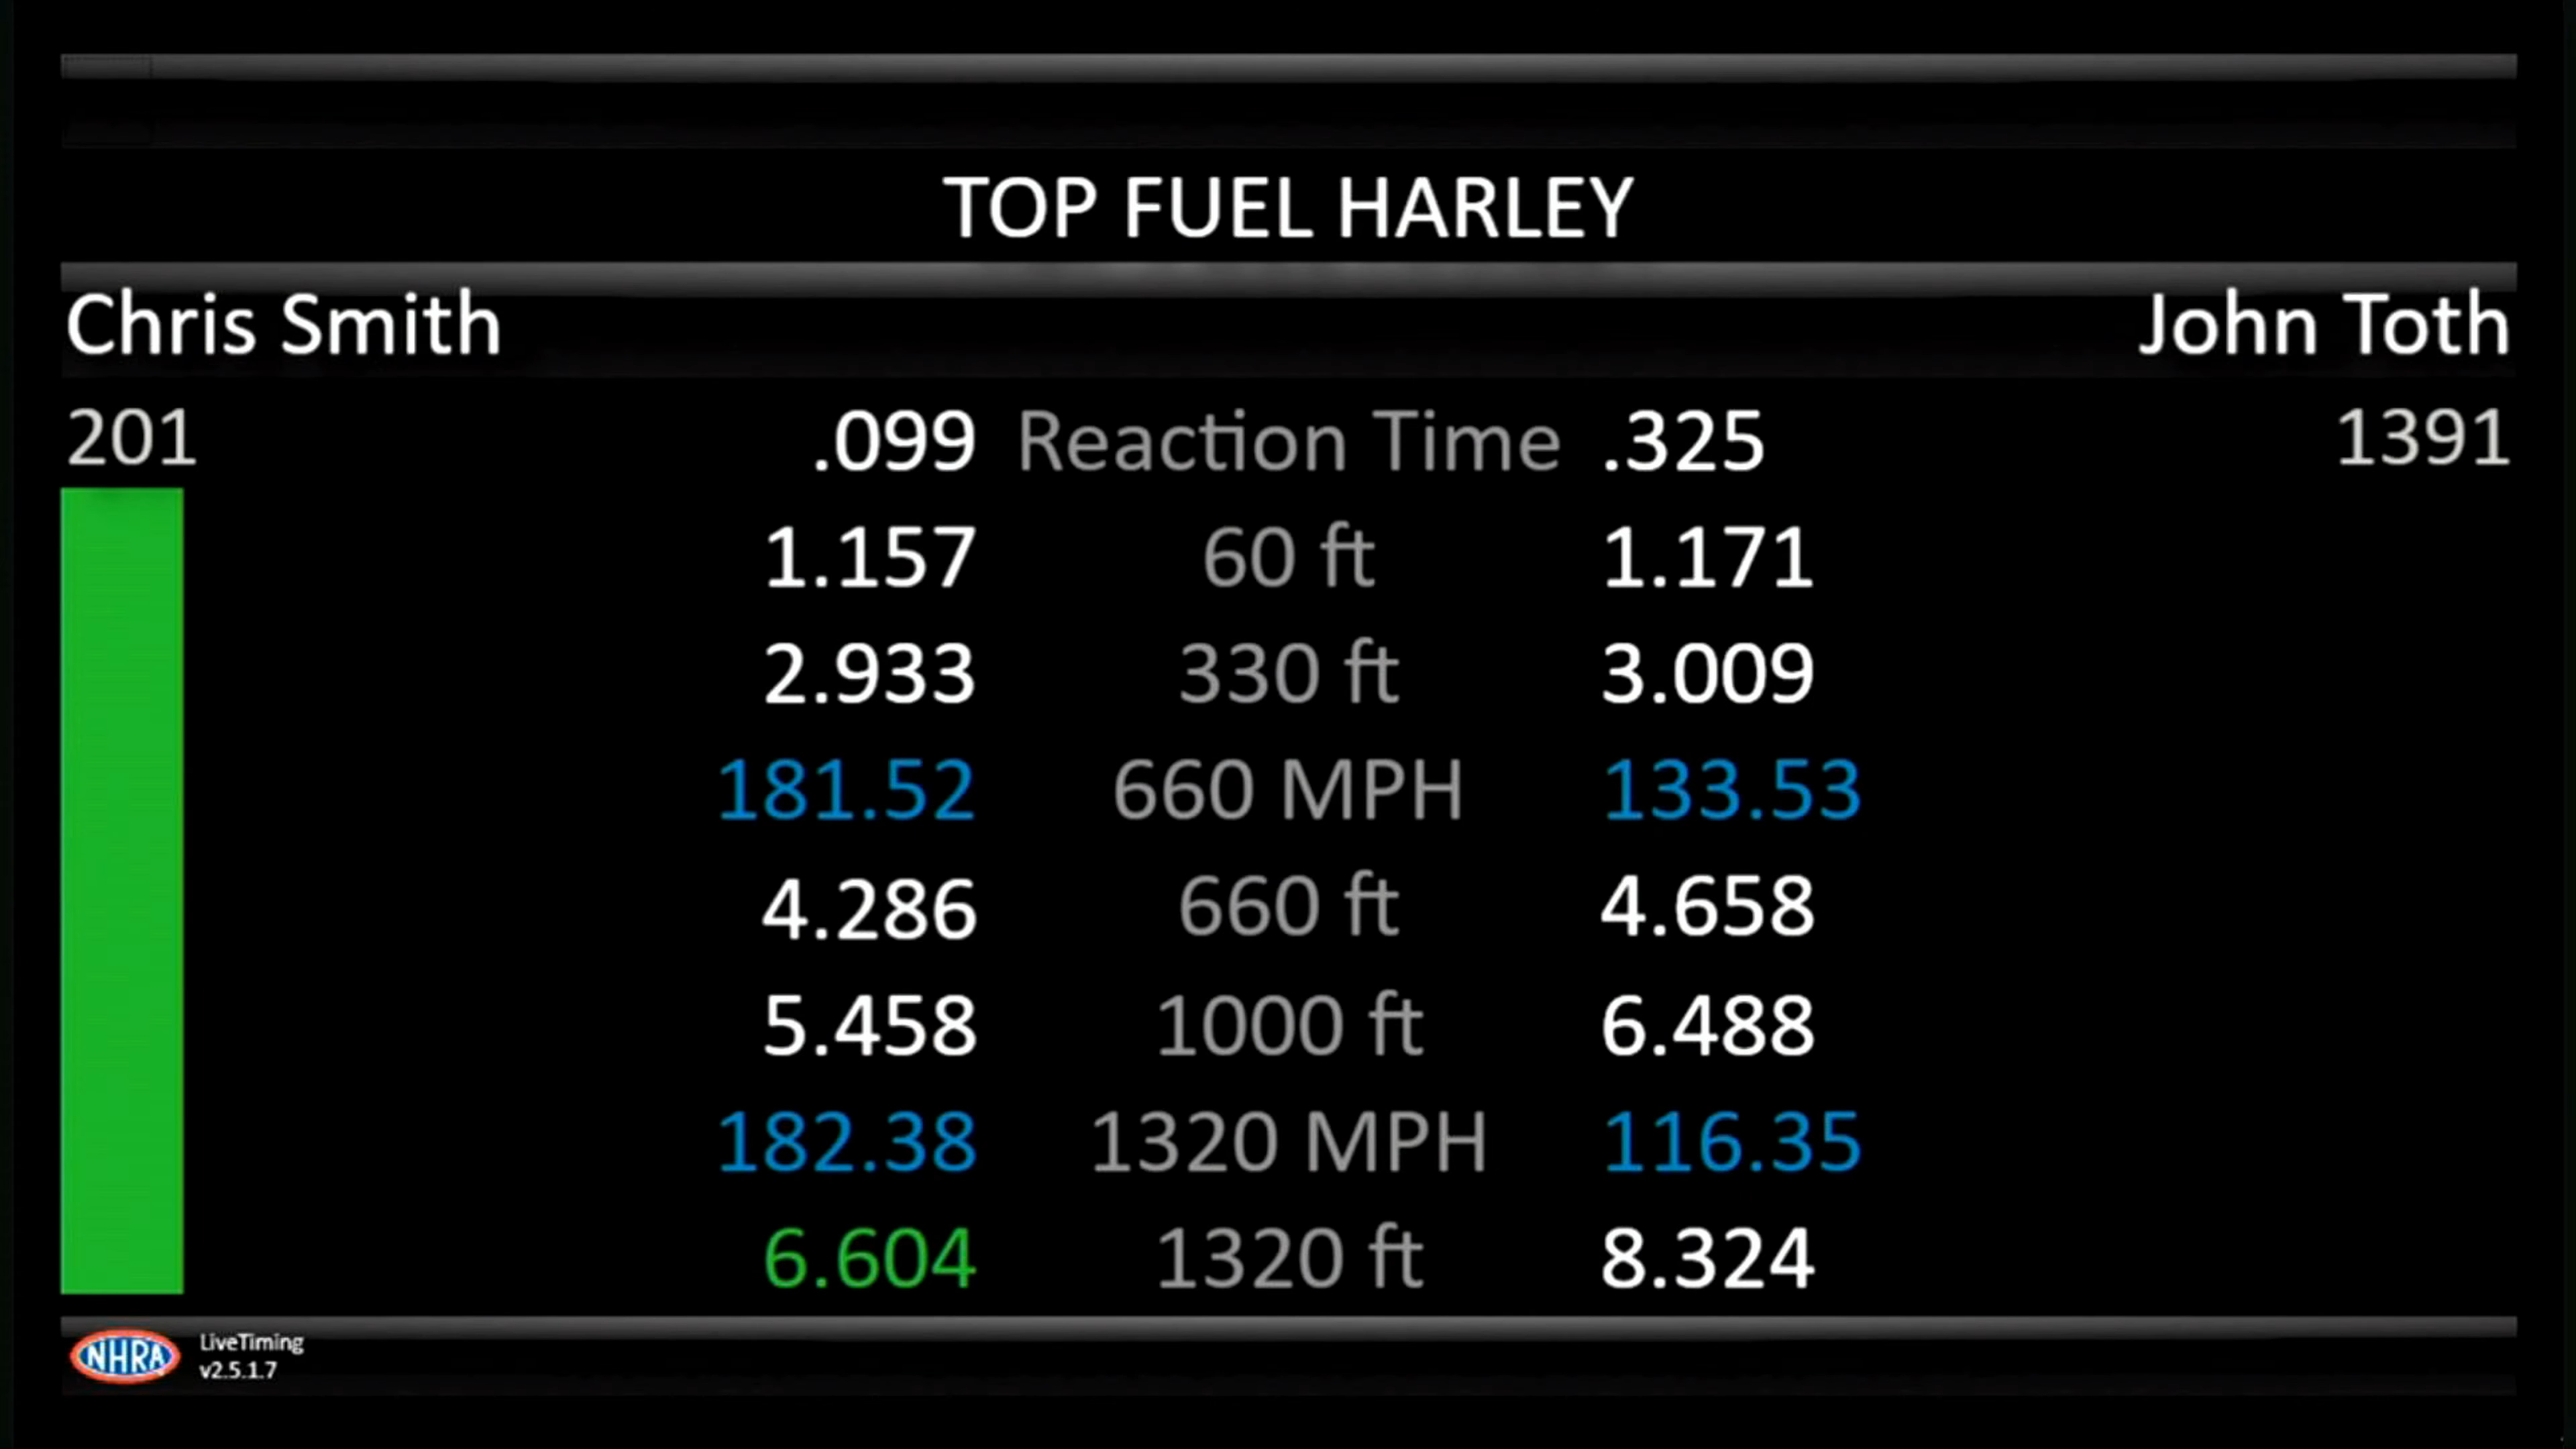 TOP FUEL HARLEY
Chris Smith John Toth
201 .099 Reaction Time .325 1391
1.157 60 ft 1.171
2.933 330 ft 3.009
181.52 660 MPH 133.53
4.286 660 ft 4.658
5.458 1000 ft 6.488
182.38 1320 MPH 116.35
6.604 1320 ft 8.324
NHRA LiveTiming
v2.5.1.7